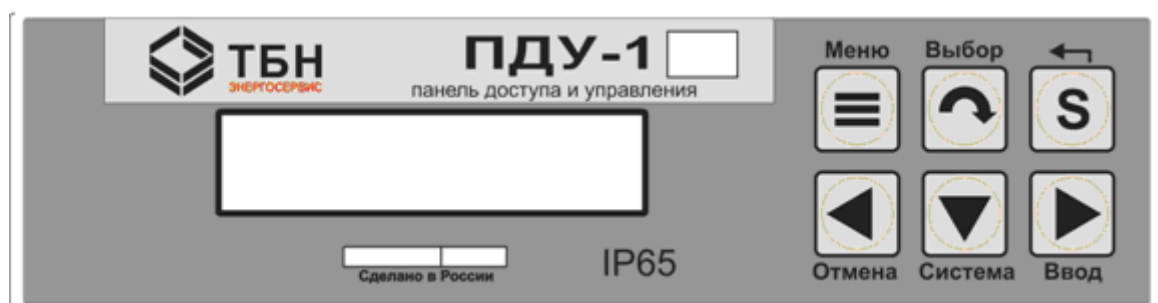 ТБН
ЭНЕРГОСЕРВИС
ПДУ-1
панель доступа и управления
Меню Выбор
S
Отмена Система Ввод
Сделано в России
IP65